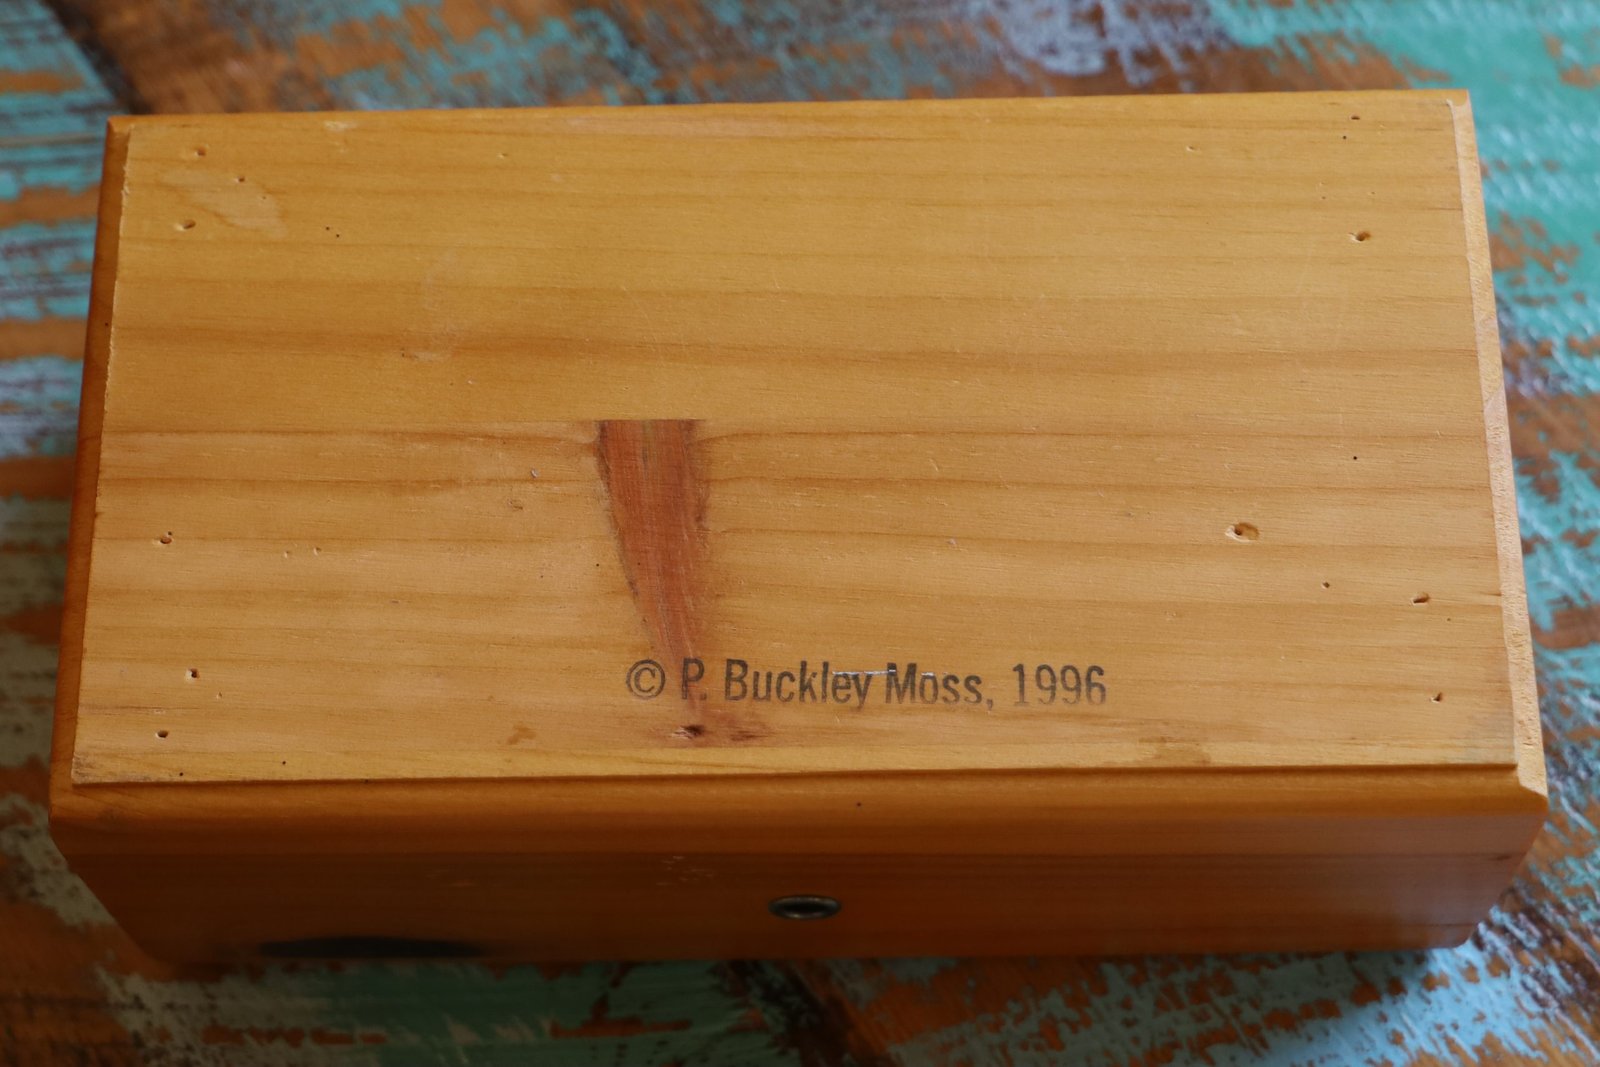 © P. Buckley Moss, 1996